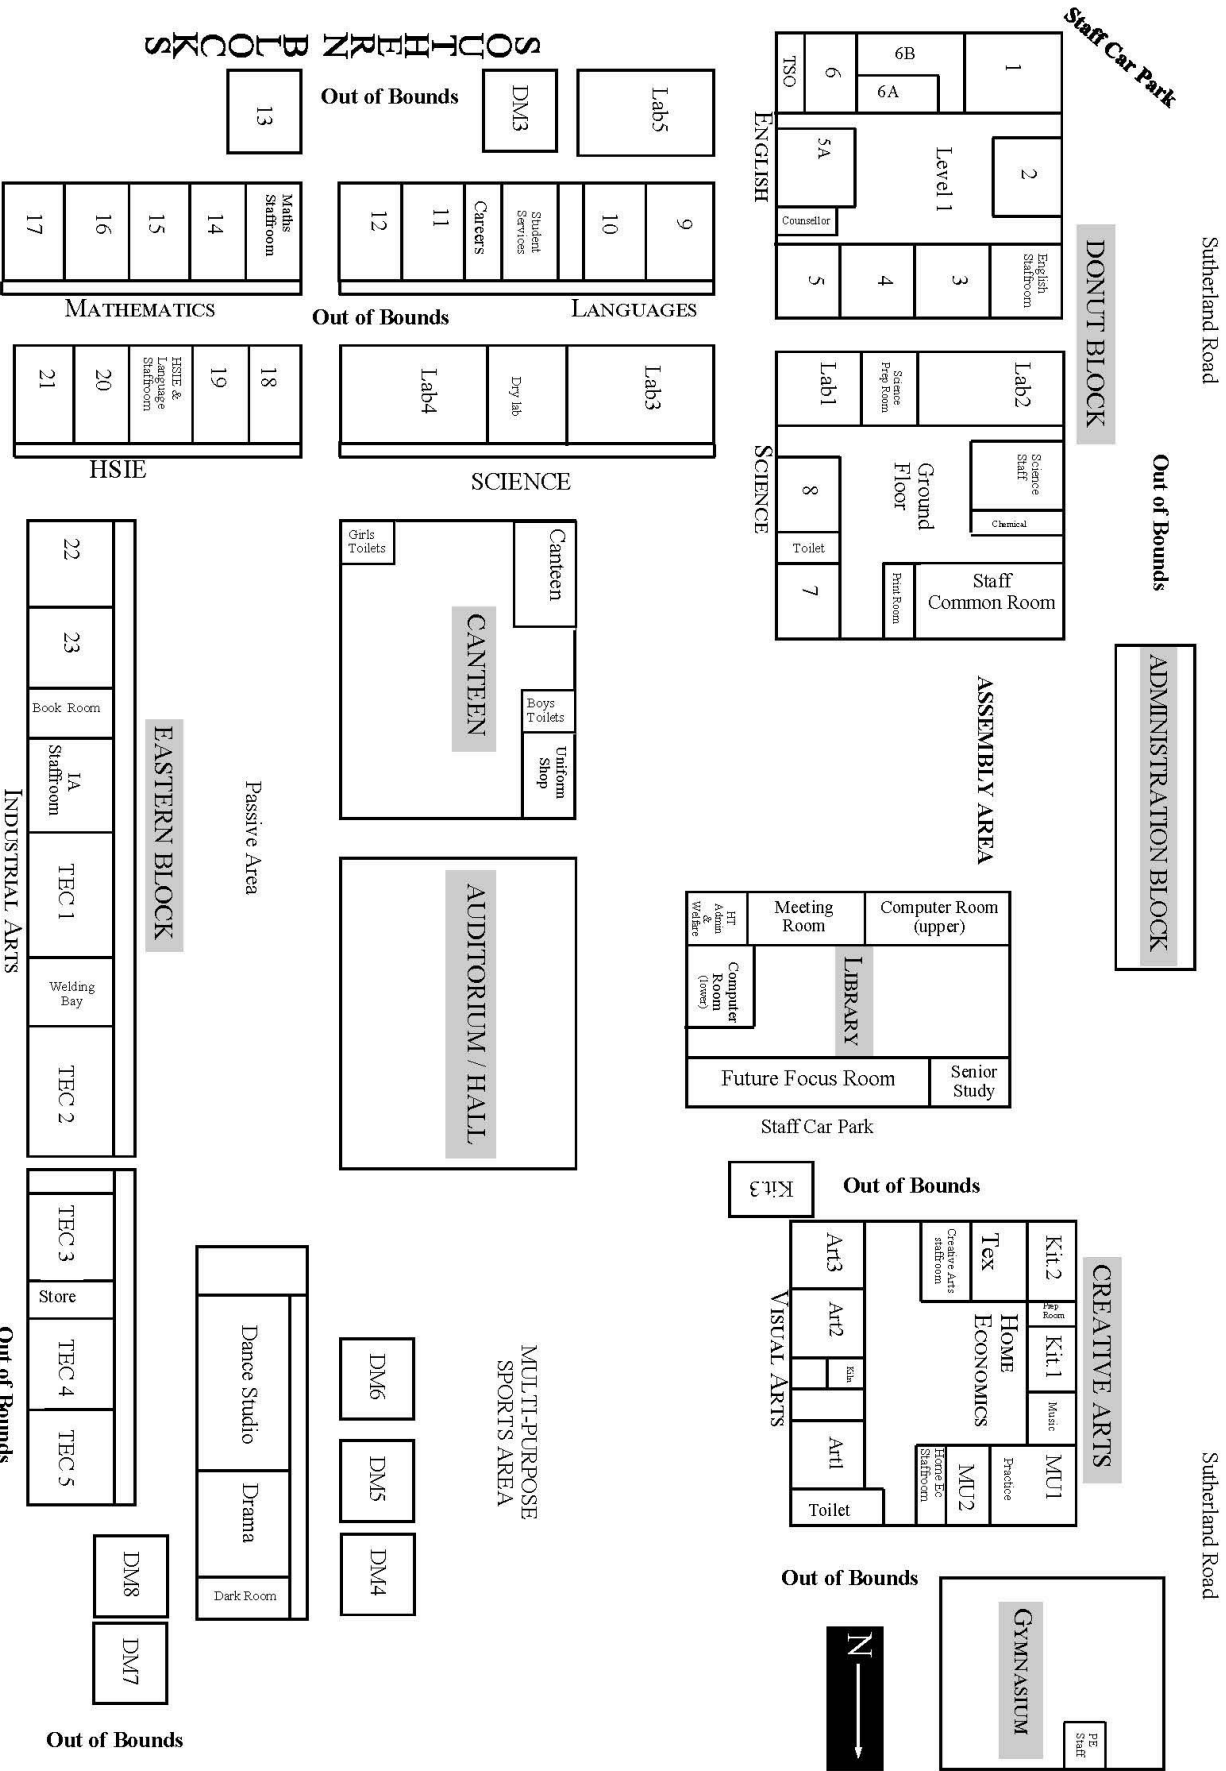 SOUTHERN BLOCKS
Staff Car Park
Sutherland Road
Out of Bounds
13
DM3
Lab5
TSO
6
6B
6A
1
ENGLISH
5A
Level 1
2
Counsellor
5
4
3
English
Staffroom
DONUT BLOCK
17
16
15
14
Maths
Staffroom
MATHEMATICS
12
11
Careers
Student
Services
10
9
Out of Bounds
LANGUAGES
21
20
HSIE &
Language
Staffroom
19
18
HSIE
Lab4
Dry lab
Lab3
SCIENCE
Lab1
Science
Prep Room
Lab2
SCIENCE
8
Ground
Floor
Science
Staff
Chemical
Toilet
7
Print Room
Staff
Common Room
Out of Bounds
ADMINISTRATION BLOCK
ASSEMBLY AREA
Girls
Toilets
Canteen
CANTEEN
Boys
Toilets
Uniform
Shop
22
23
Book Room
IA
Staffroom
TEC 1
Welding
Bay
TEC 2
EASTERN BLOCK
INDUSTRIAL ARTS
Passive Area
AUDITORIUM / HALL
HT
Admin
&
Welfare
Meeting
Room
Computer Room
(upper)
Computer
Room
(lower)
LIBRARY
Future Focus Room
Senior
Study
Staff Car Park
Kit.3
Out of Bounds
TEC 3
Store
TEC 4
TEC 5
Out of Bounds
Dance Studio
Drama
Dark Room
DM6
DM5
DM4
DM8
DM7
MULTI-PURPOSE
SPORTS AREA
Art3
Art2
Kiln
Art1
Toilet
VISUAL ARTS
Creative Arts
staffroom
Tex
Kit.2
Prep
Room
HOME
ECONOMICS
Kit.1
Music
Practice
MU1
MU2
Home Ec
Staffroom
CREATIVE ARTS
Sutherland Road
Out of Bounds
N
GYMNASIUM
PE
Staff
Out of Bounds